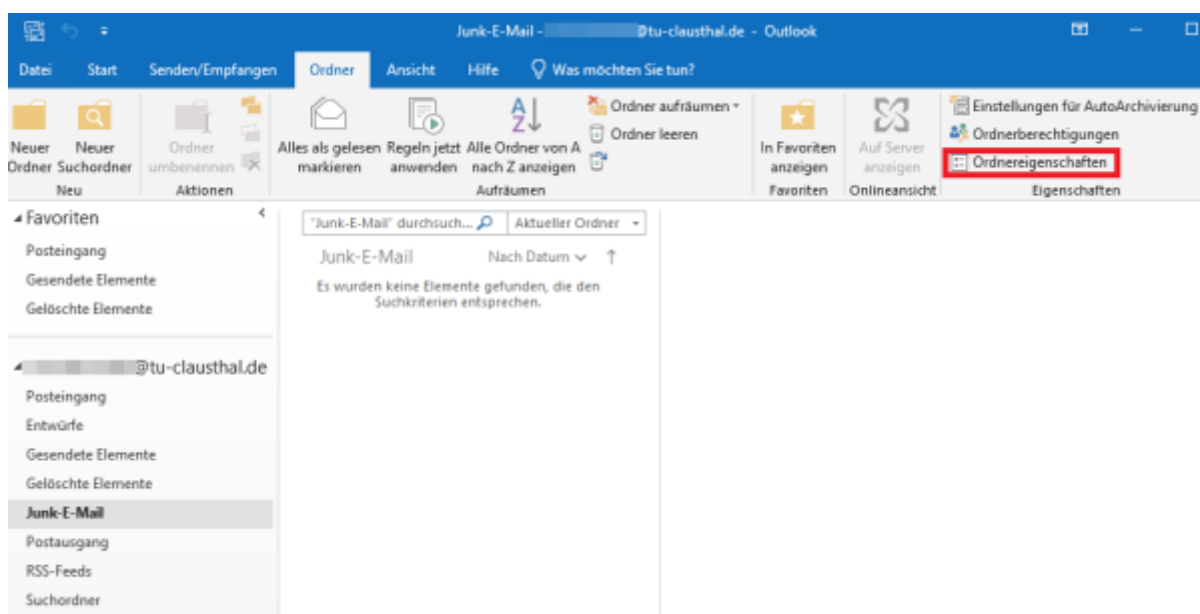 Junk-E-Mail - @tu-clausthal.de - Outlook
Datei Start Senden/Empfangen Ordner Ansicht Hilfe Was möchten Sie tun?
Neuer Ordner
Neuer Suchordner
Neu
Ordner umbenennen
Aktionen
Alles als gelesen markieren
Regeln jetzt anwenden
Alle Ordner von A nach Z anzeigen
Ordner aufräumen
Ordner leeren
Aufräumen
In Favoriten anzeigen
Favoriten
Auf Server anzeigen
Onlineansicht
Einstellungen für AutoArchivierung
Ordnerberechtigungen
Ordnereigenschaften
Eigenschaften
Favoriten
Posteingang
Gesendete Elemente
Gelöschte Elemente
@tu-clausthal.de
Posteingang
Entwürfe
Gesendete Elemente
Gelöschte Elemente
Junk-E-Mail
Postausgang
RSS-Feeds
Suchordner
"Junk-E-Mail" durchsuch... Aktueller Ordner
Junk-E-Mail Nach Datum
Es wurden keine Elemente gefunden, die den
Suchkriterien entsprechen.